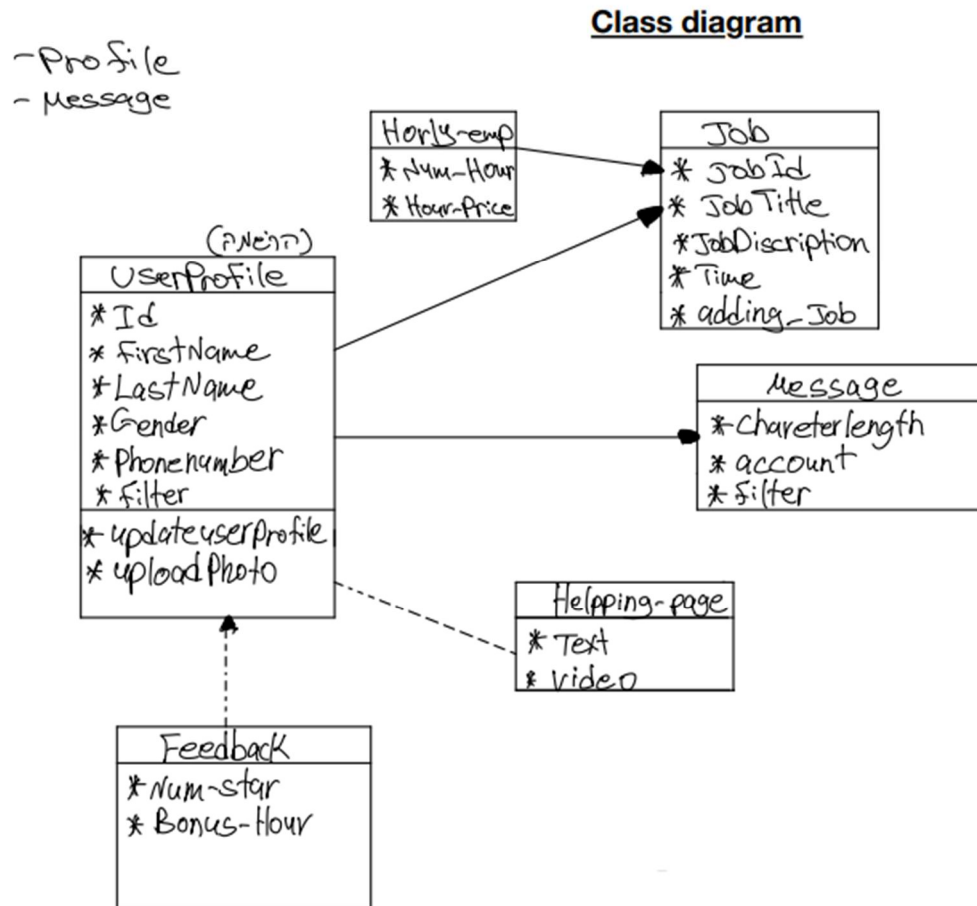 Class diagram
- Profile
- Message
Horly-emp
* Num-Hour
* Hour-Price
Job
* JobId
* JobTitle
* JobDiscription
* Time
* adding_Job
(הרשמה)
UserProfile
* Id
* FirstName
* LastName
* Gender
* Phonenumber
* Filter
* updateuserProfile
* uploadPhoto
Message
* Chareterlength
* account
* Filter
Helpping-page
* Text
* Video
Feedback
* Num-star
* Bonus-Hour